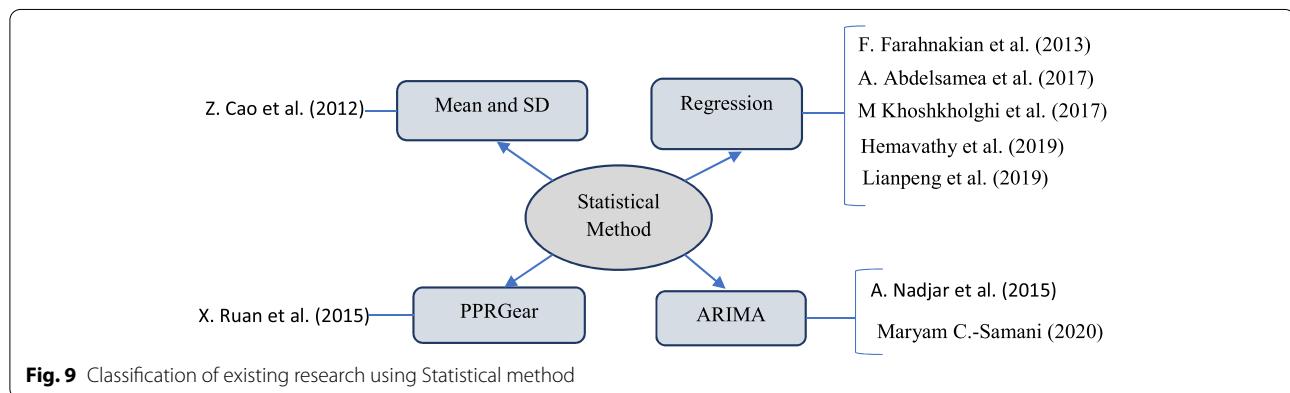 F. Farahnakian et al. (2013)
A. Abdelsamea et al. (2017)
M Khoshkholghi et al. (2017)
Hemavathy et al. (2019)
Lianpeng et al. (2019)
Regression
Mean and SD
Z. Cao et al. (2012)
Statistical
Method
X. Ruan et al. (2015)
PPRGear
ARIMA
A. Nadjar et al. (2015)
Maryam C.-Samani (2020)
Fig. 9 Classification of existing research using Statistical method